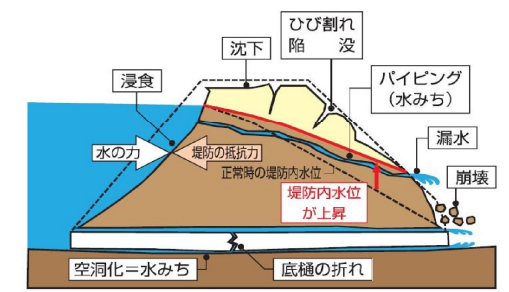 ひび割れ
陥没
沈下
浸食
パイピング
（水みち）
漏水
水の力
堤防の抵抗力
正常時の堤防内水位
崩壊
堤防内水位
が上昇
空洞化＝水みち
底樋の折れ